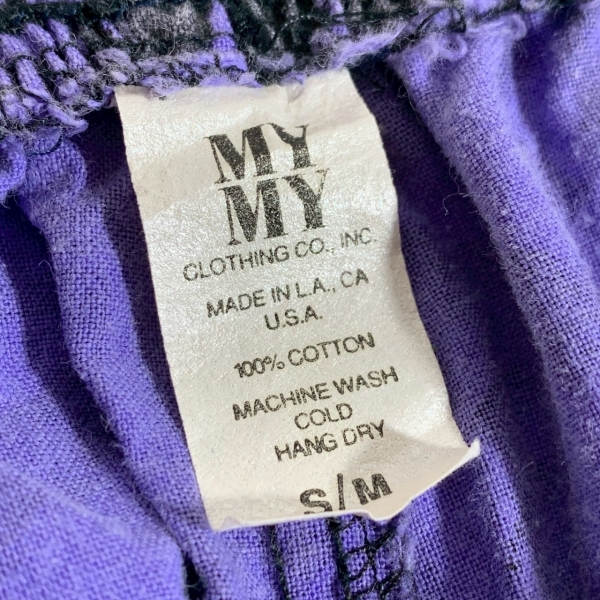 MY
MY
CLOTHING CO., INC.
MADE IN L.A., CA
U.S.A.
100% COTTON
MACHINE WASH
COLD
HANG DRY
S/M